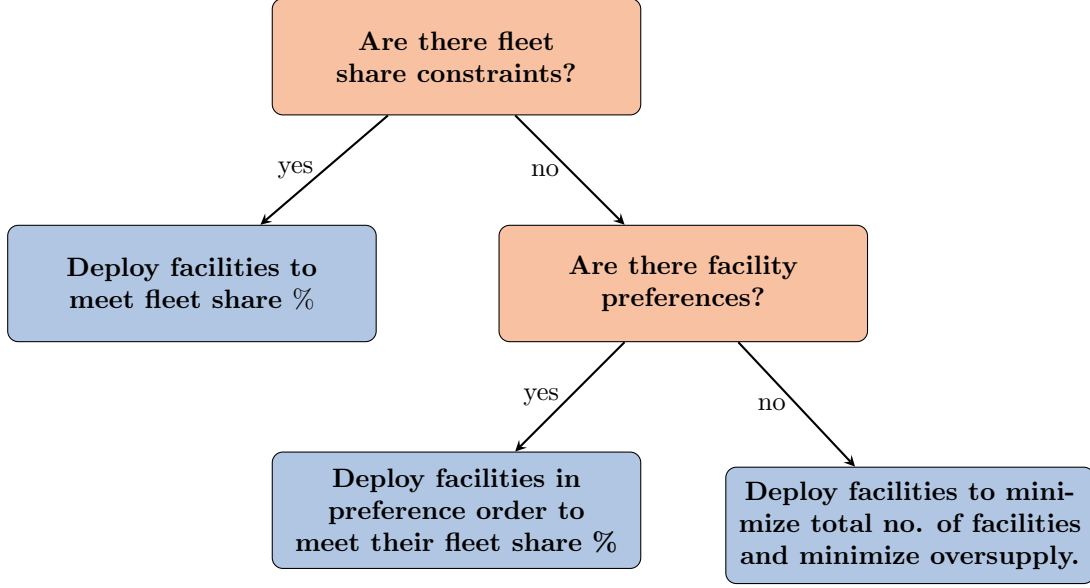 Are there fleet
share constraints?
yes
no
Deploy facilities to
meet fleet share %
Are there facility
preferences?
yes
no
Deploy facilities in
preference order to
meet their fleet share %
Deploy facilities to mini-
mize total no. of facilities
and minimize oversupply.